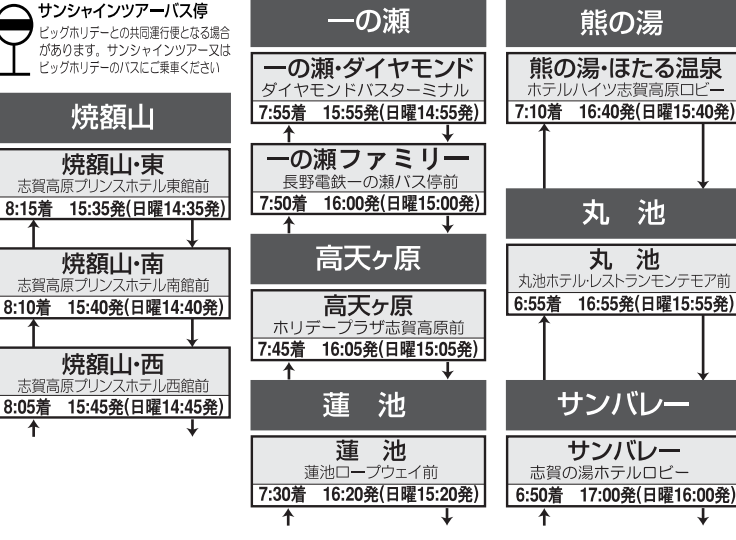 サンシャインツアーバス停
ビッグホリデーとの共同運行便となる場合
があります。サンシャインツアー又は
ビッグホリデーのバスにご乗車ください
焼額山
焼額山・東
志賀高原プリンスホテル東館前
8:15着 15:35発(日曜14:35発)
焼額山・南
志賀高原プリンスホテル南館前
8:10着 15:40発(日曜14:40発)
焼額山・西
志賀高原プリンスホテル西館前
8:05着 15:45発(日曜14:45発)
一の瀬
一の瀬・ダイヤモンド
ダイヤモンドバスターミナル
7:55着 15:55発(日曜14:55発)
一の瀬ファミリー
長野電鉄一の瀬バス停前
7:50着 16:00発(日曜15:00発)
高天ヶ原
高天ヶ原
ホリデープラザ志賀高原前
7:45着 16:05発(日曜15:05発)
蓮 池
蓮 池
蓮池ロープウェイ前
7:30着 16:20発(日曜15:20発)
熊の湯
熊の湯・ほたる温泉
ホテルハイツ志賀高原ロビー
7:10着 16:40発(日曜15:40発)
丸 池
丸 池
丸池ホテル・レストランモンテモア前
6:55着 16:55発(日曜15:55発)
サンバレー
サンバレー
志賀の湯ホテルロビー
6:50着 17:00発(日曜16:00発)